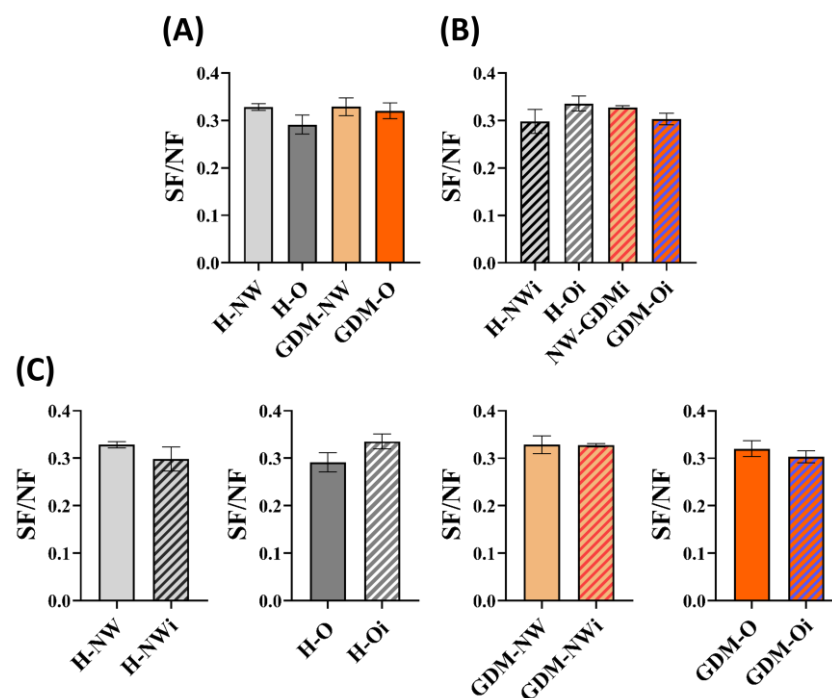 (A)
SF/NF
0.4
0.3
0.2
0.1
0.0
H-NW
H-O
GDM-NW
GDM-O
(B)
SF/NF
0.4
0.3
0.2
0.1
0.0
H-NWi
H-Oi
NW-GDMi
GDM-Oi
(C)
SF/NF
0.4
0.3
0.2
0.1
0.0
H-NW
H-NWi
SF/NF
0.4
0.3
0.2
0.1
0.0
H-O
H-Oi
SF/NF
0.4
0.3
0.2
0.1
0.0
GDM-NW
GDM-NWi
SF/NF
0.4
0.3
0.2
0.1
0.0
GDM-O
GDM-Oi